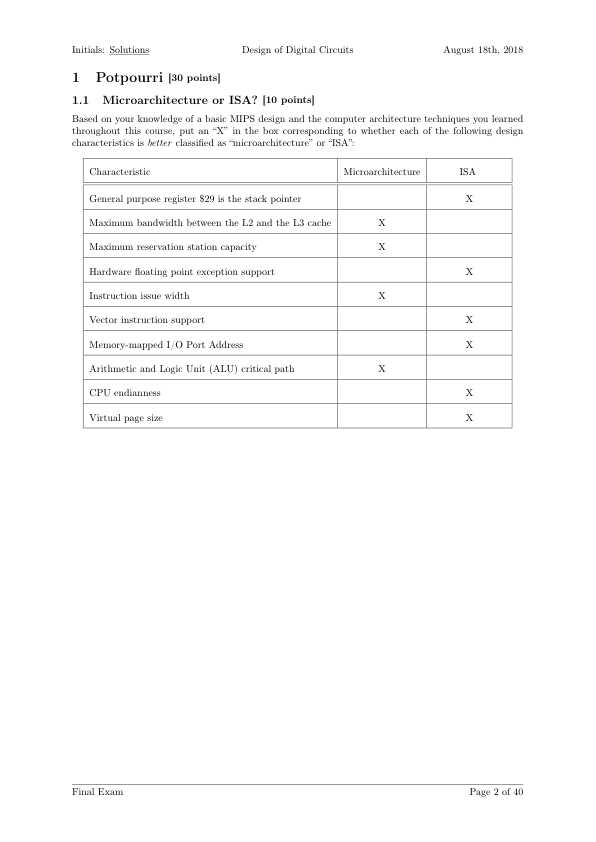 Initials: Solutions Design of Digital Circuits August 18th, 2018
1 Potpourri [30 points]
1.1 Microarchitecture or ISA? [10 points]
Based on your knowledge of a basic MIPS design and the computer architecture techniques you learned
throughout this course, put an “X” in the box corresponding to whether each of the following design
characteristics is better classified as “microarchitecture” or “ISA”:
Characteristic Microarchitecture ISA
General purpose register $29 is the stack pointer X
Maximum bandwidth between the L2 and the L3 cache X
Maximum reservation station capacity X
Hardware floating point exception support X
Instruction issue width X
Vector instruction support X
Memory-mapped I/O Port Address X
Arithmetic and Logic Unit (ALU) critical path X
CPU endianness X
Virtual page size X
Final Exam Page 2 of 40